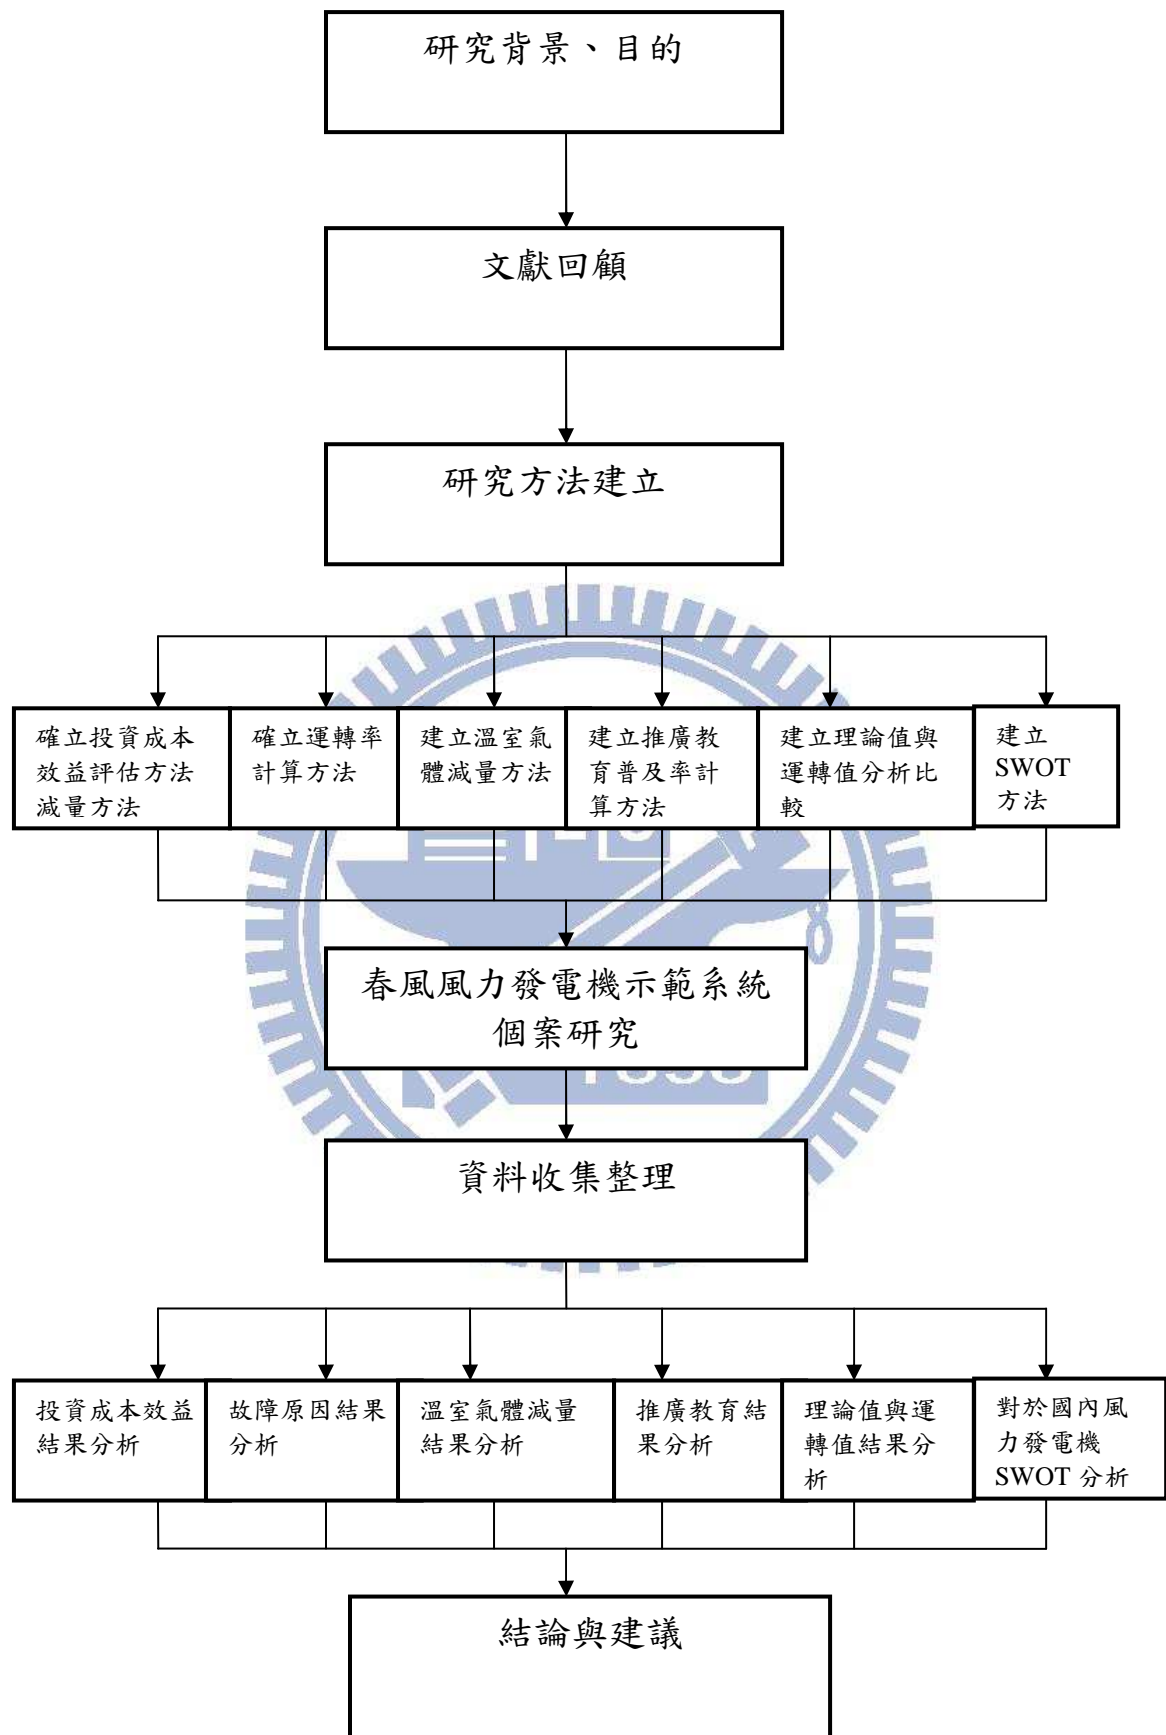 研究背景、目的
文獻回顧
研究方法建立
確立投資成本
效益評估方法
減量方法
確立運轉率
計算方法
建立溫室氣
體減量方法
建立推廣教
育普及率計
算方法
建立理論值與
運轉值分析比
較
建立
SWOT
方法
春風風力發電機示範系統
個案研究
資料收集整理
投資成本效益
結果分析
故障原因結果
分析
溫室氣體減量
結果分析
推廣教育結
果分析
理論值與運
轉值結果分
析
對於國內風
力發電機
SWOT 分析
結論與建議